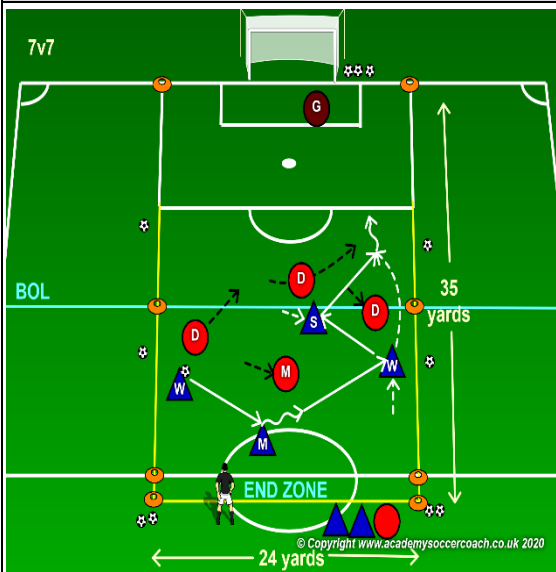 7v7
G
35
yards
BOL
D
D
D
S
M
W
W
M
END ZONE
© Copyright www.academysoccercoach.co.uk 2020
24 yards